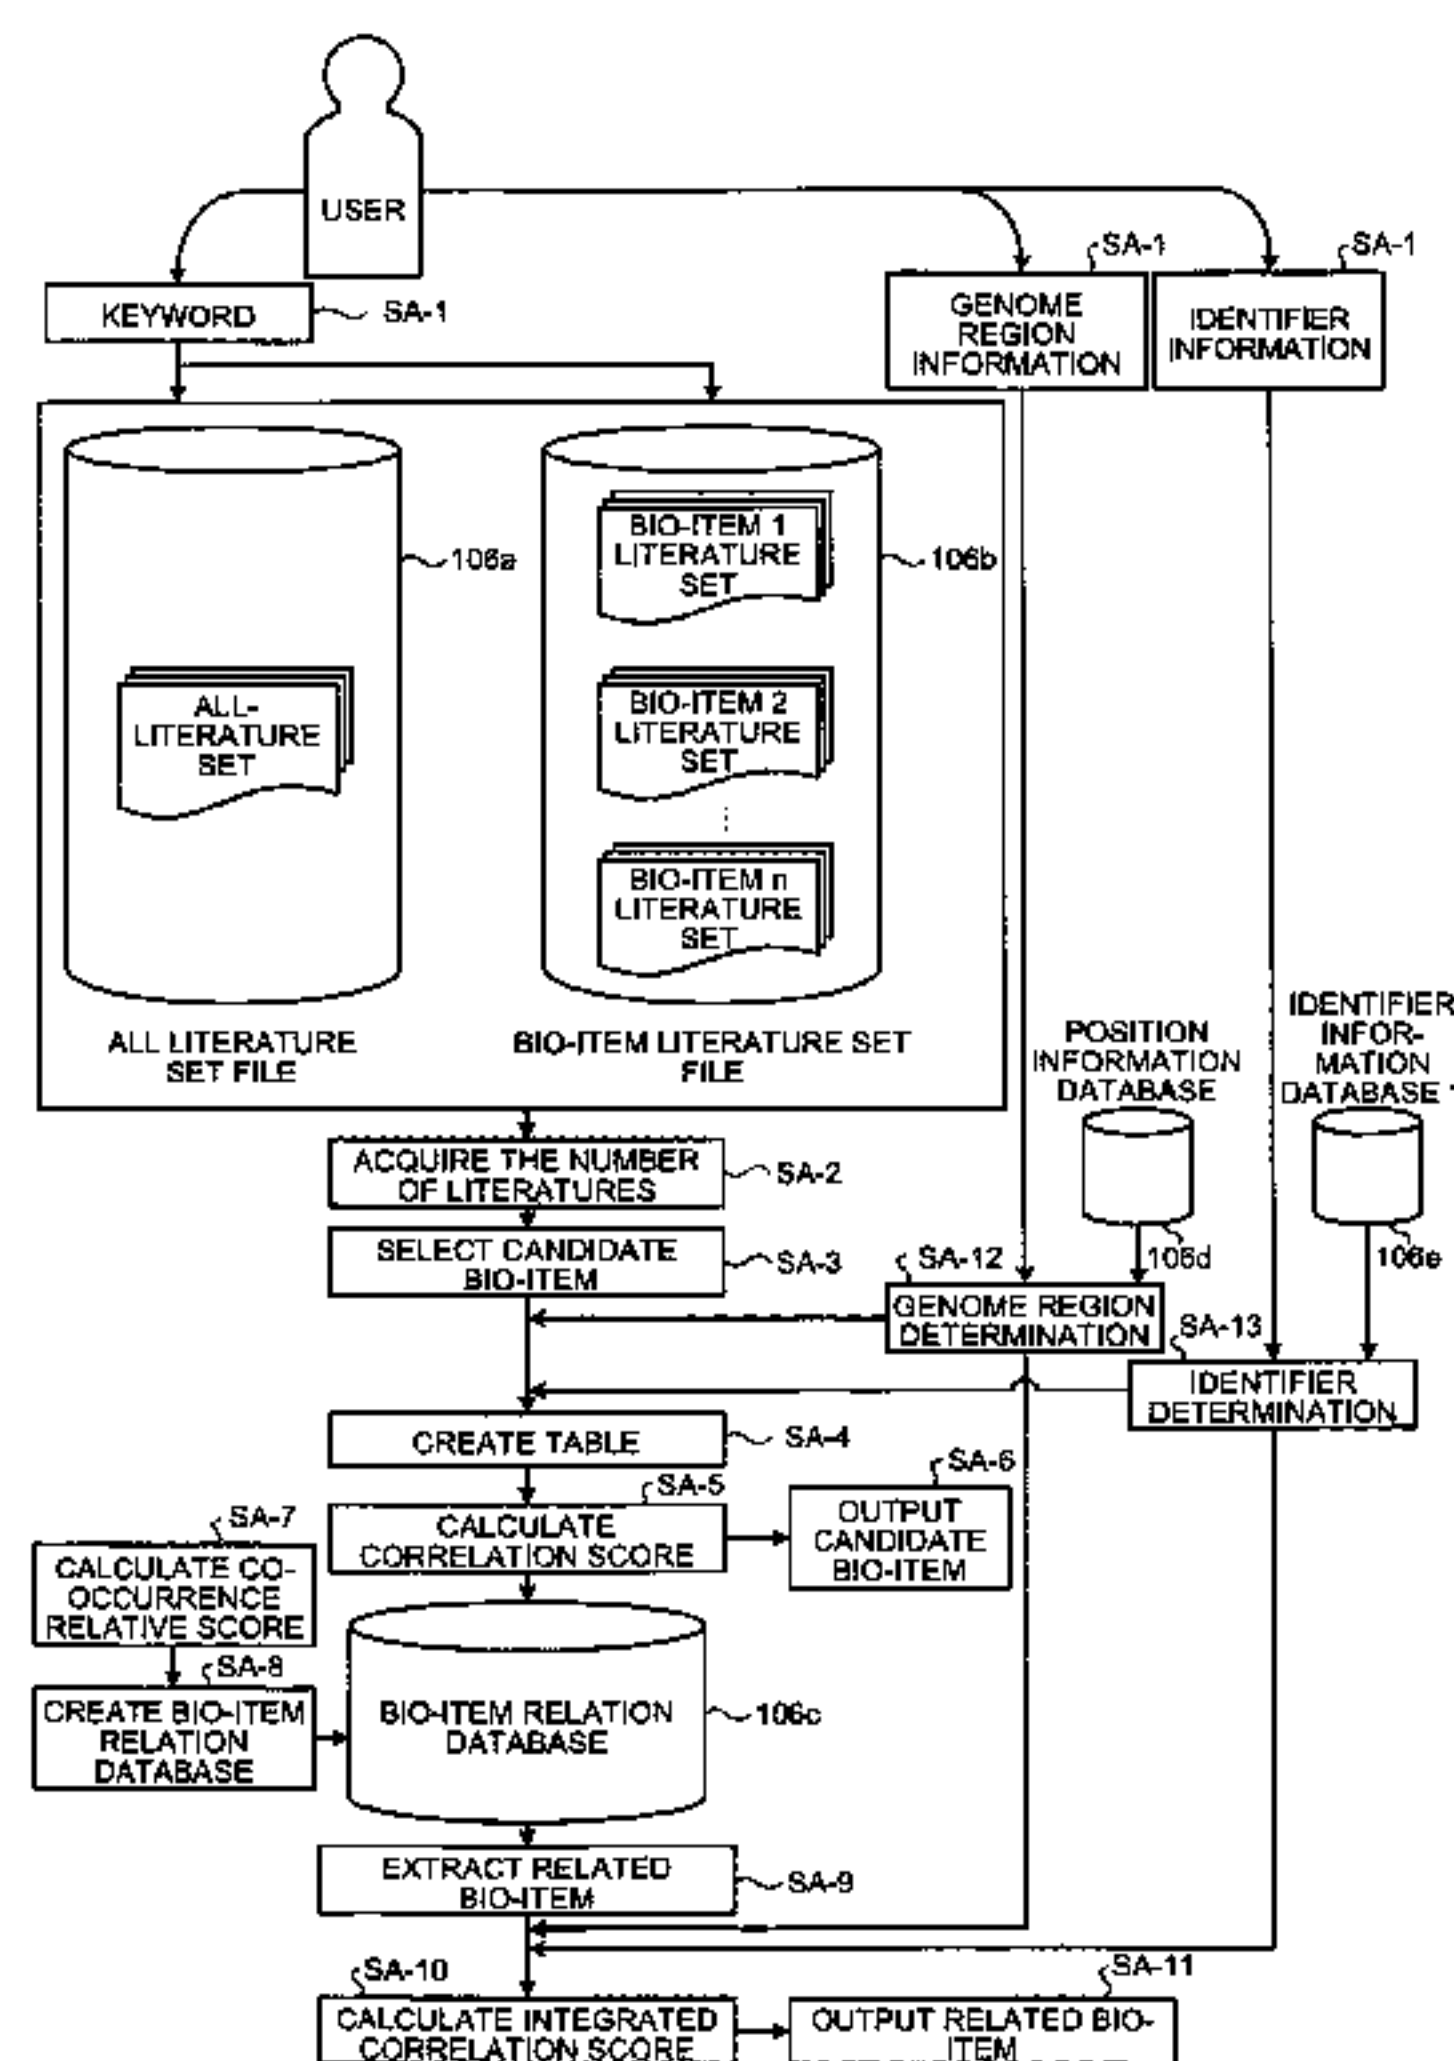 USER
KEYWORD
SA-1
SA-1
GENOME
REGION
INFORMATION
SA-1
IDENTIFIER
INFORMATION
106a
ALL-
LITERATURE
SET
ALL LITERATURE
SET FILE
BIO-ITEM 1
LITERATURE
SET
106b
BIO-ITEM 2
LITERATURE
SET
BIO-ITEM n
LITERATURE
SET
BIO-ITEM LITERATURE SET
FILE
POSITION
INFORMATION
DATABASE
106d
IDENTIFIER
INFOR-
MATION
DATABASE
106e
ACQUIRE THE NUMBER
OF LITERATURES
SA-2
SELECT CANDIDATE
BIO-ITEM
SA-3
SA-12
GENOME REGION
DETERMINATION
SA-13
IDENTIFIER
DETERMINATION
CREATE TABLE
SA-4
SA-5
CALCULATE
CORRELATION SCORE
SA-6
OUTPUT
CANDIDATE
BIO-ITEM
SA-7
CALCULATE CO-
OCCURRENCE
RELATIVE SCORE
SA-8
CREATE BIO-ITEM
RELATION
DATABASE
BIO-ITEM RELATION
DATABASE
106c
EXTRACT RELATED
BIO-ITEM
SA-9
SA-10
CALCULATE INTEGRATED
CORRELATION SCORE
SA-11
OUTPUT RELATED BIO-
ITEM